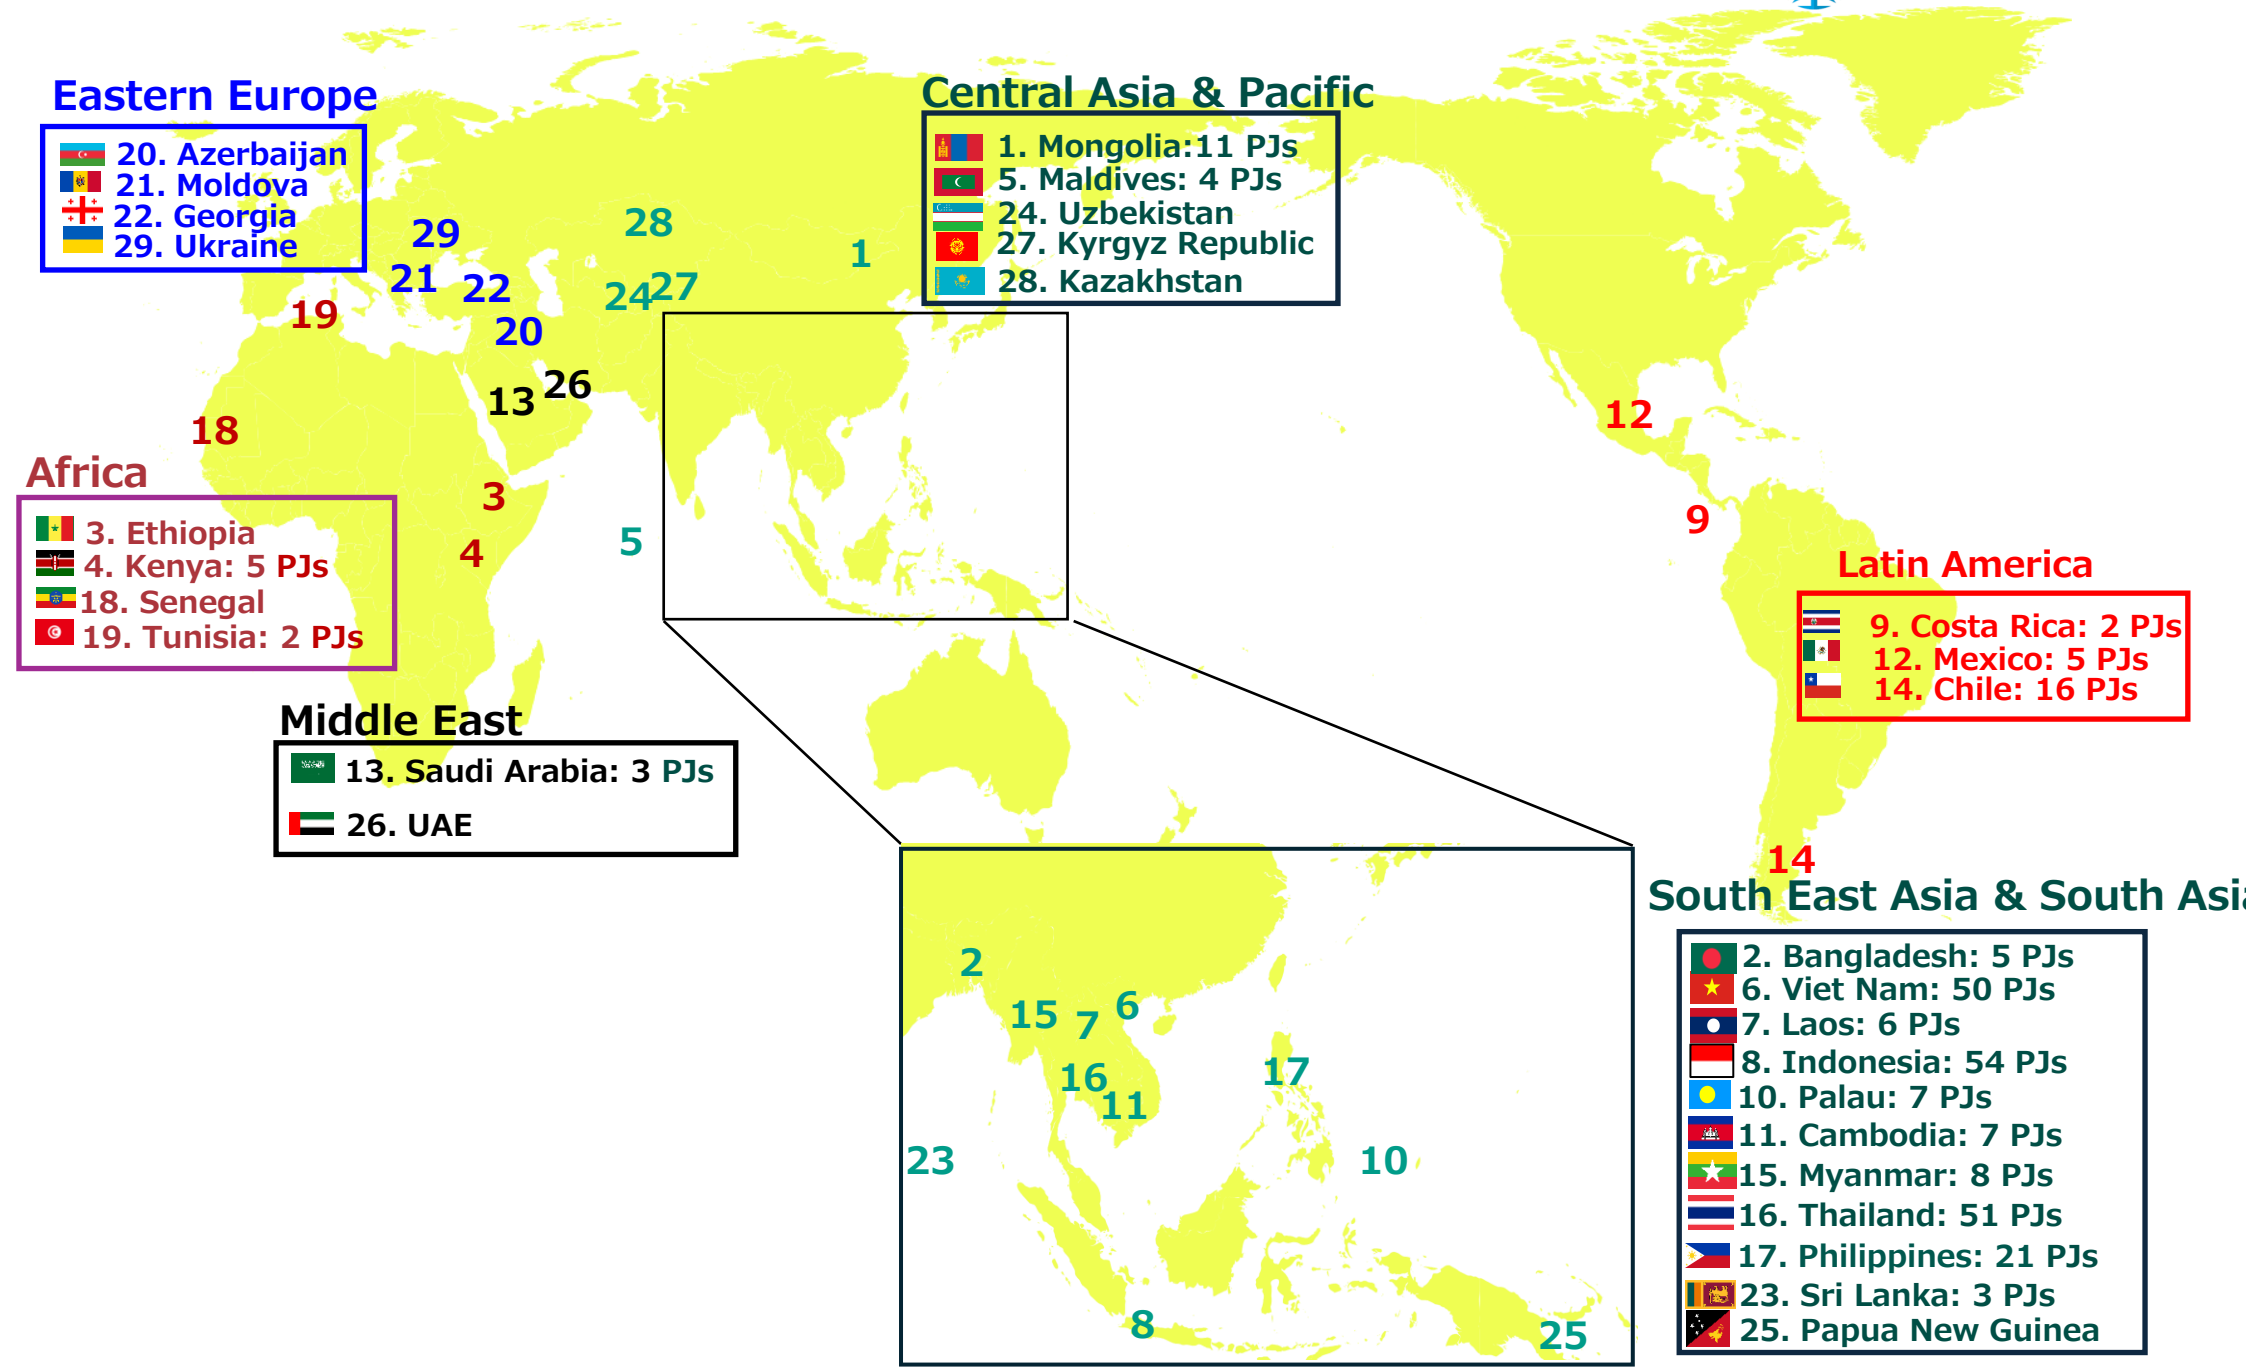 Eastern Europe
20. Azerbaijan
21. Moldova
22. Georgia
29. Ukraine
Central Asia & Pacific
1. Mongolia:11 PJs
5. Maldives: 4 PJs
24. Uzbekistan
27. Kyrgyz Republic
28. Kazakhstan
29
28
1
21
22
24
27
19
20
26
13
12
18
3
9
4
5
Africa
3. Ethiopia
4. Kenya: 5 PJs
18. Senegal
19. Tunisia: 2 PJs
Latin America
9. Costa Rica: 2 PJs
12. Mexico: 5 PJs
14. Chile: 16 PJs
Middle East
13. Saudi Arabia: 3 PJs
26. UAE
14
South East Asia & South Asia
2. Bangladesh: 5 PJs
6. Viet Nam: 50 PJs
7. Laos: 6 PJs
8. Indonesia: 54 PJs
10. Palau: 7 PJs
11. Cambodia: 7 PJs
15. Myanmar: 8 PJs
16. Thailand: 51 PJs
17. Philippines: 21 PJs
23. Sri Lanka: 3 PJs
25. Papua New Guinea
2
6
15
7
17
16
11
23
10
8
25